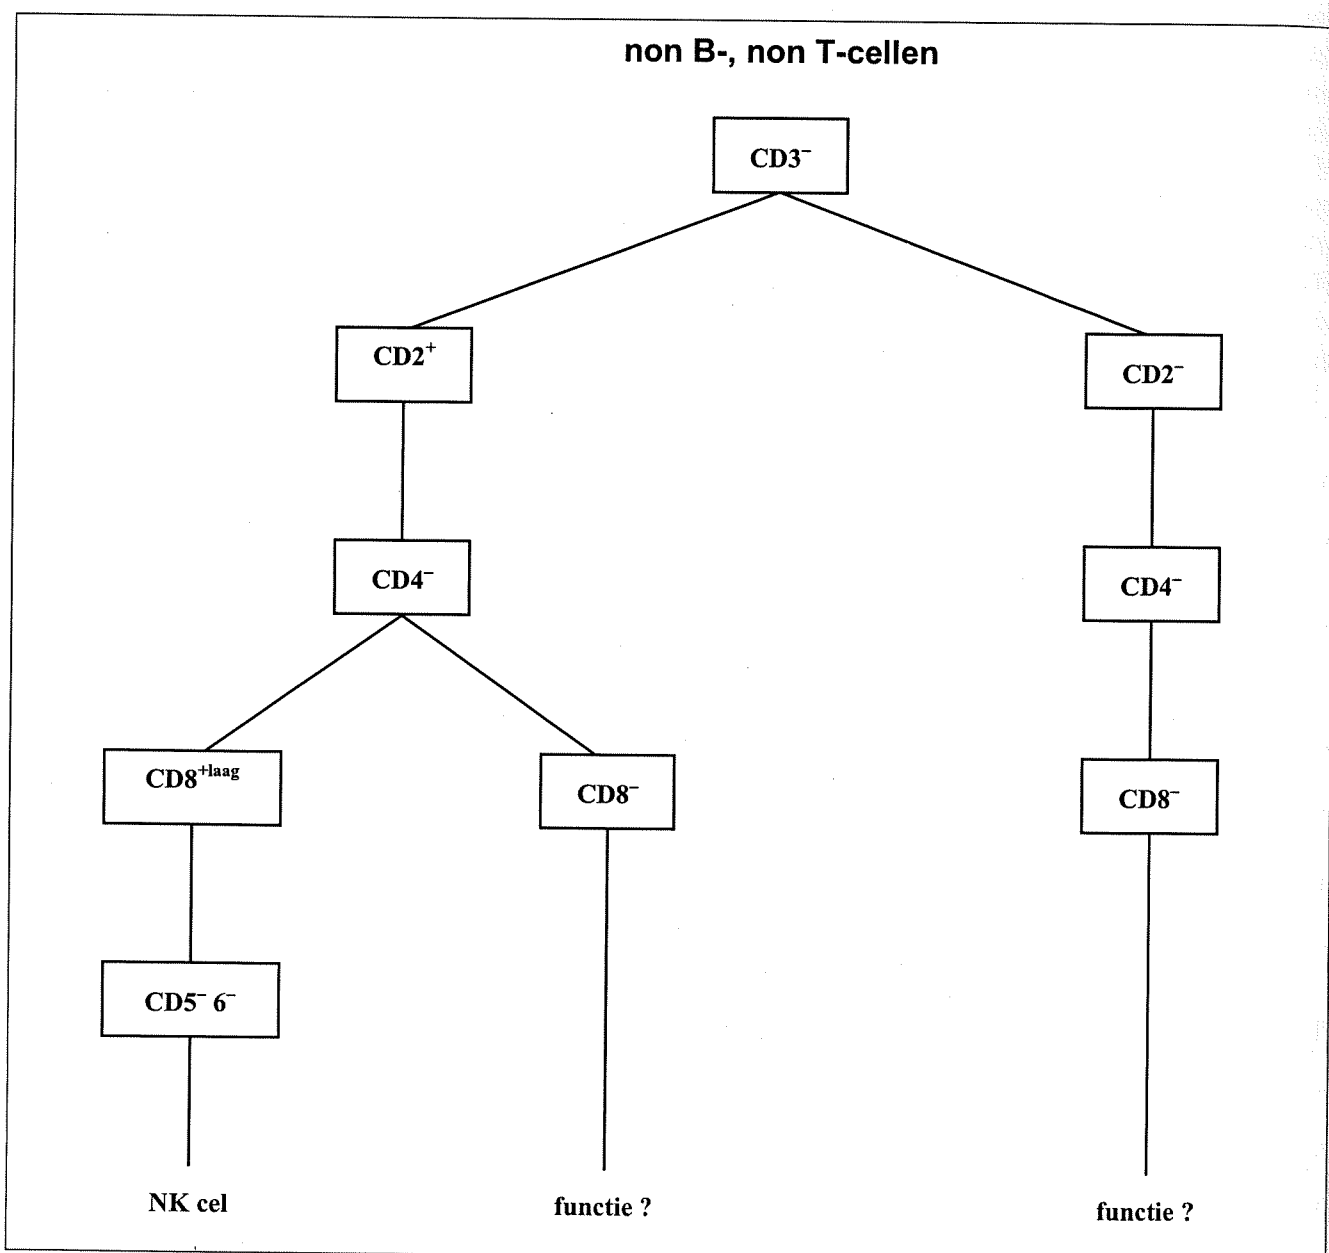 non B-, non T-cellen
CD3⁻
CD2⁺
CD2⁻
CD4⁻
CD4⁻
CD8⁺ˡᵃᵃᵍ
CD8⁻
CD8⁻
CD5⁻ 6⁻
NK cel
functie ?
functie ?